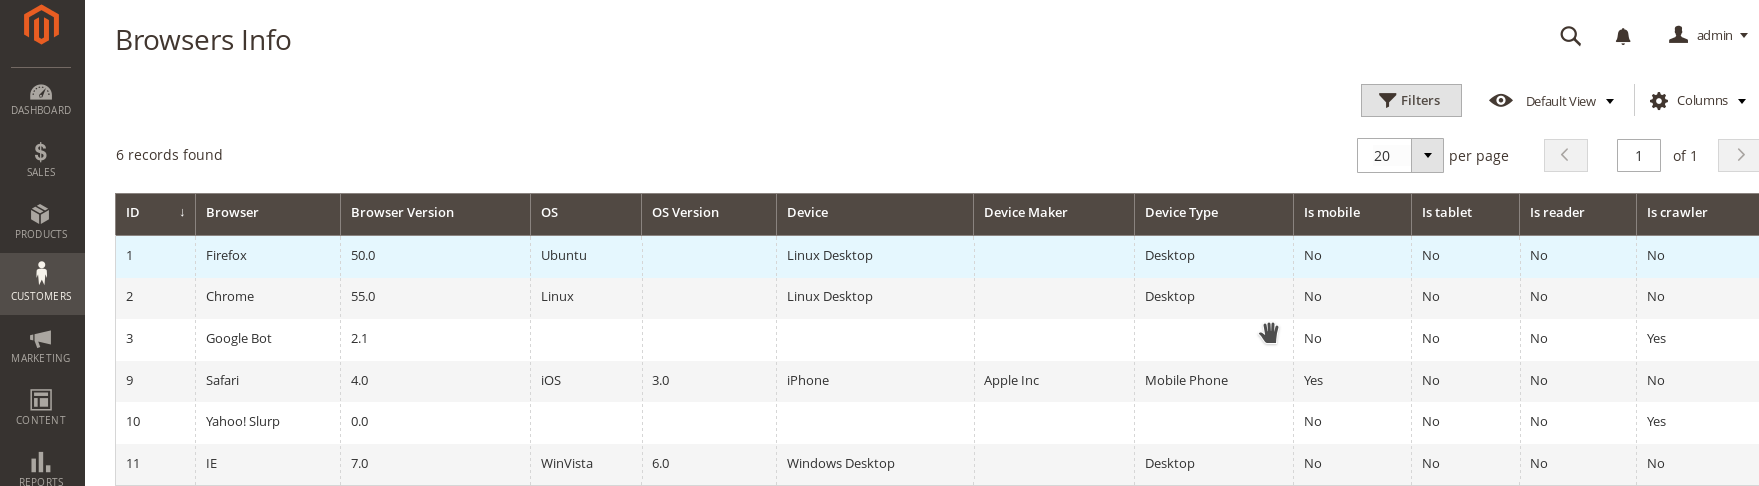 Browsers Info
admin
DASHBOARD
SALES
PRODUCTS
CUSTOMERS
MARKETING
CONTENT
REPORTS
Filters Default View Columns
6 records found 20 per page 1 of 1
ID ↓ Browser Browser Version OS OS Version Device Device Maker Device Type Is mobile Is tablet Is reader Is crawler
1 Firefox 50.0 Ubuntu Linux Desktop Desktop No No No No
2 Chrome 55.0 Linux Linux Desktop Desktop No No No No
3 Google Bot 2.1 No No No Yes
9 Safari 4.0 iOS 3.0 iPhone Apple Inc Mobile Phone Yes No No No
10 Yahoo! Slurp 0.0 No No No Yes
11 IE 7.0 WinVista 6.0 Windows Desktop Desktop No No No No